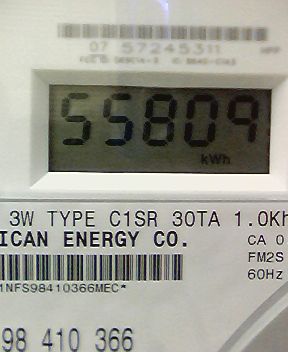 07 57245311
55809
kWh
3W TYPE C1SR 30TA 1.0Kh
ICAN ENERGY CO.
CA 0
FM2S
60Hz
1NFS98410366MEC*
98 410 366